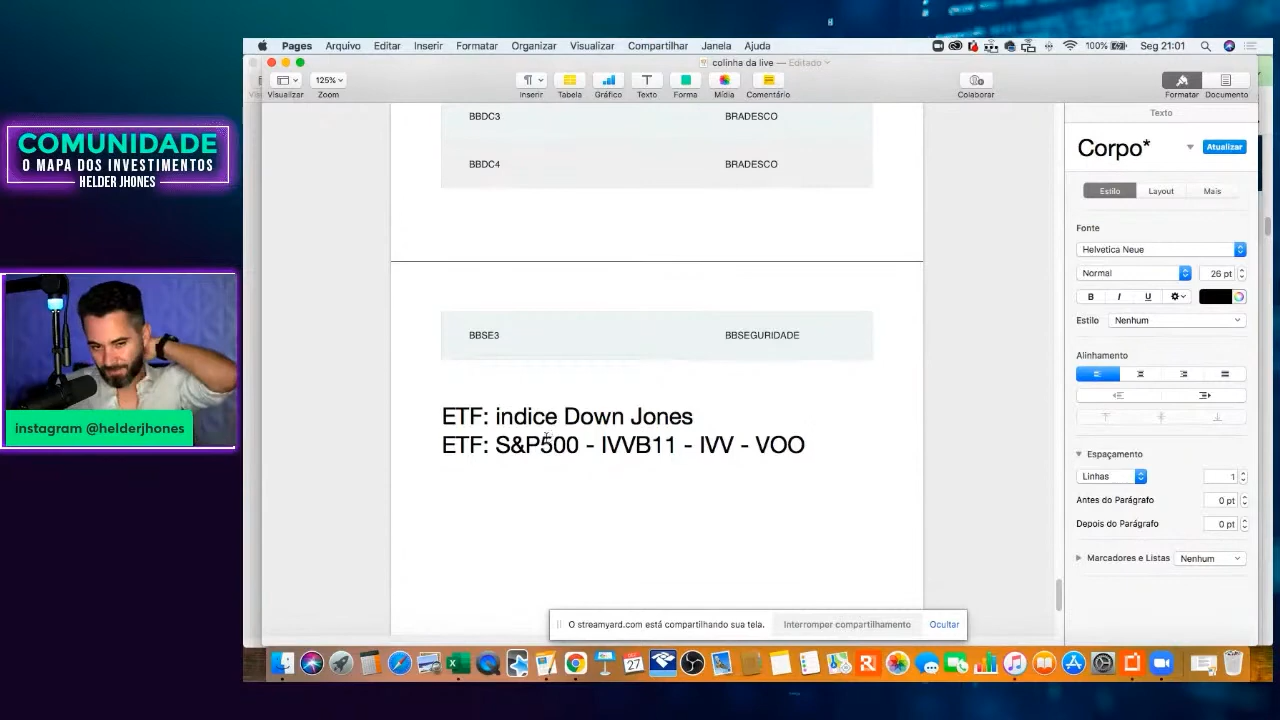 COMUNIDADE
O MAPA DOS INVESTIMENTOS
HELDER JHONES
instagram @helderjhones
Pages Arquivo Editar Inserir Formatar Organizar Visualizar Compartilhar Janela Ajuda
100% Seg 21:01
colinha da live — Editado
125%
Visualizar Zoom
Inserir Tabela Gráfico Texto Forma Mídia Comentário
Colaborar
Formatar Documento
BBDC3 BRADESCO
BBDC4 BRADESCO
BBSE3 BBSEGURIDADE
ETF: indice Down Jones
ETF: S&P500 - IVVB11 - IVV - VOO
Texto
Corpo* Atualizar
Estilo Layout Mais
Fonte
Helvetica Neue
Normal 26 pt
B I U
Estilo Nenhum
Alinhamento
Espaçamento
Linhas 1
Antes do Parágrafo 0 pt
Depois do Parágrafo 0 pt
Marcadores e Listas Nenhum
O streamyard.com está compartilhando sua tela. Interromper compartilhamento Ocultar
27